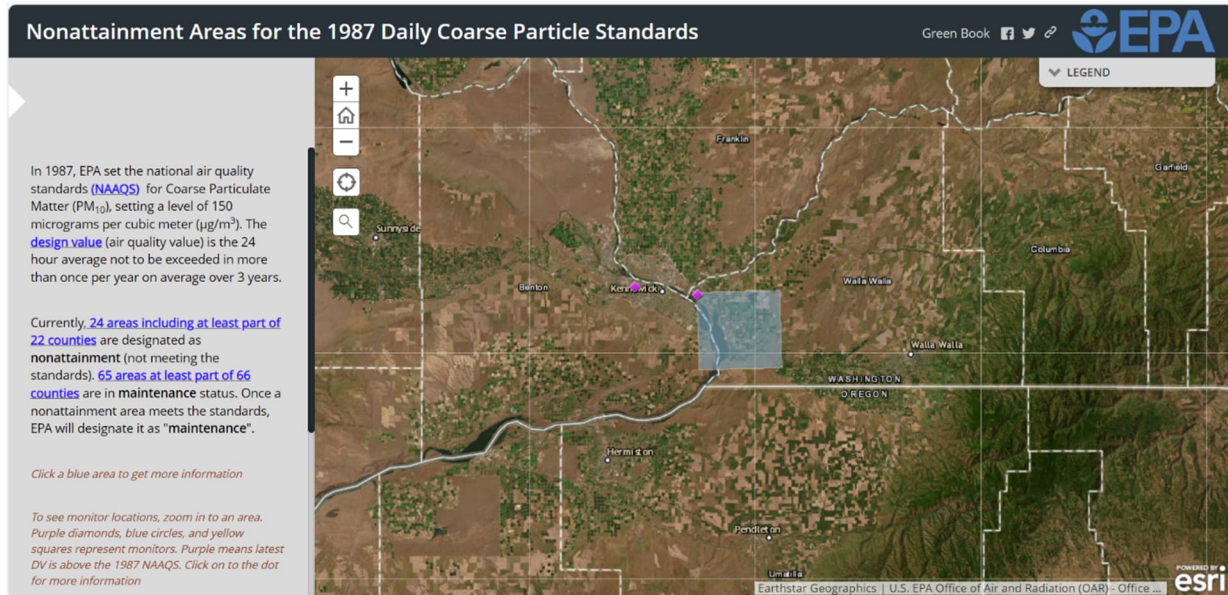 Nonattainment Areas for the 1987 Daily Coarse Particle Standards
Green Book
EPA
LEGEND
In 1987, EPA set the national air quality
standards (NAAQS) for Coarse Particulate
Matter (PM10), setting a level of 150
micrograms per cubic meter (µg/m³). The
design value (air quality value) is the 24
hour average not to be exceeded in more
than once per year on average over 3 years.
Currently, 24 areas including at least part of
22 counties are designated as
nonattainment (not meeting the
standards). 65 areas at least part of 66
counties are in maintenance status. Once a
nonattainment area meets the standards,
EPA will designate it as "maintenance".
Click a blue area to get more information
To see monitor locations, zoom in to an area.
Purple diamonds, blue circles, and yellow
squares represent monitors. Purple means latest
DV is above the 1987 NAAQS. Click on to the dot
for more information
Franklin
Garfield
Sunnyside
Columbia
Benton
Kennewick
Walla Walla
Walla Walla
WASHINGTON
OREGON
Hermiston
Pendleton
Umatilla
Earthstar Geographics | U.S. EPA Office of Air and Radiation (OAR) - Office ...
POWERED BY
esri